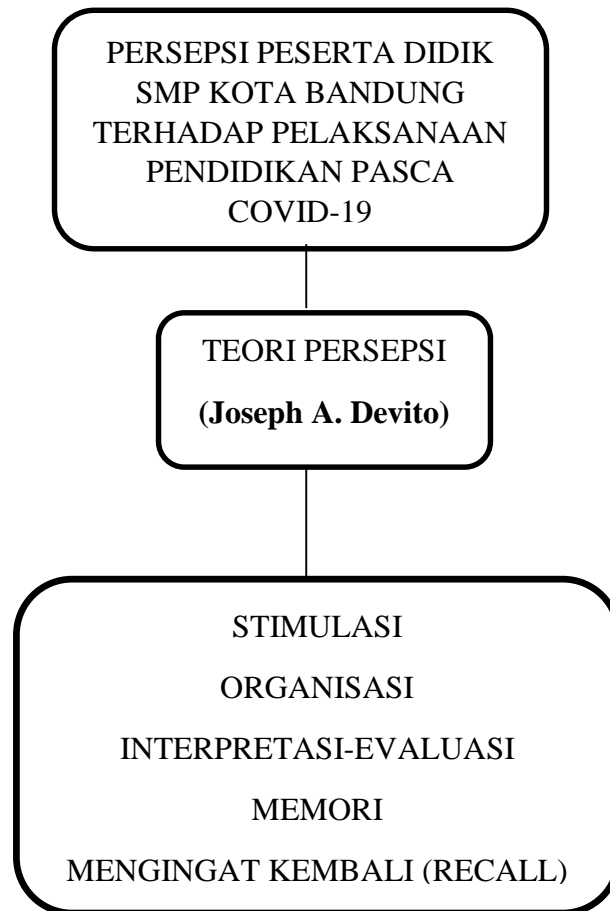 PERSEPSI PESERTA DIDIK
SMP KOTA BANDUNG
TERHADAP PELAKSANAAN
PENDIDIKAN PASCA
COVID-19
TEORI PERSEPSI
(Joseph A. Devito)
STIMULASI
ORGANISASI
INTERPRETASI-EVALUASI
MEMORI
MENGINGAT KEMBALI (RECALL)